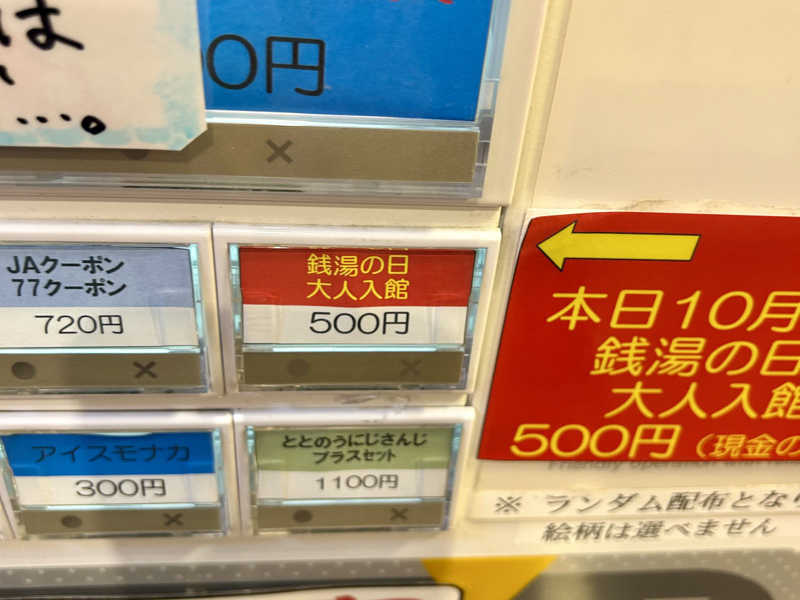 は
…。
0円
JAクーポン
77クーポン
720円
銭湯の日
大人入館
500円
アイスモナカ
300円
ととのうにじさんじ
プラスセット
1100円
本日10月
銭湯の日
大人入館
500円（現金の
※ ランダム配布とな
絵柄は選べません